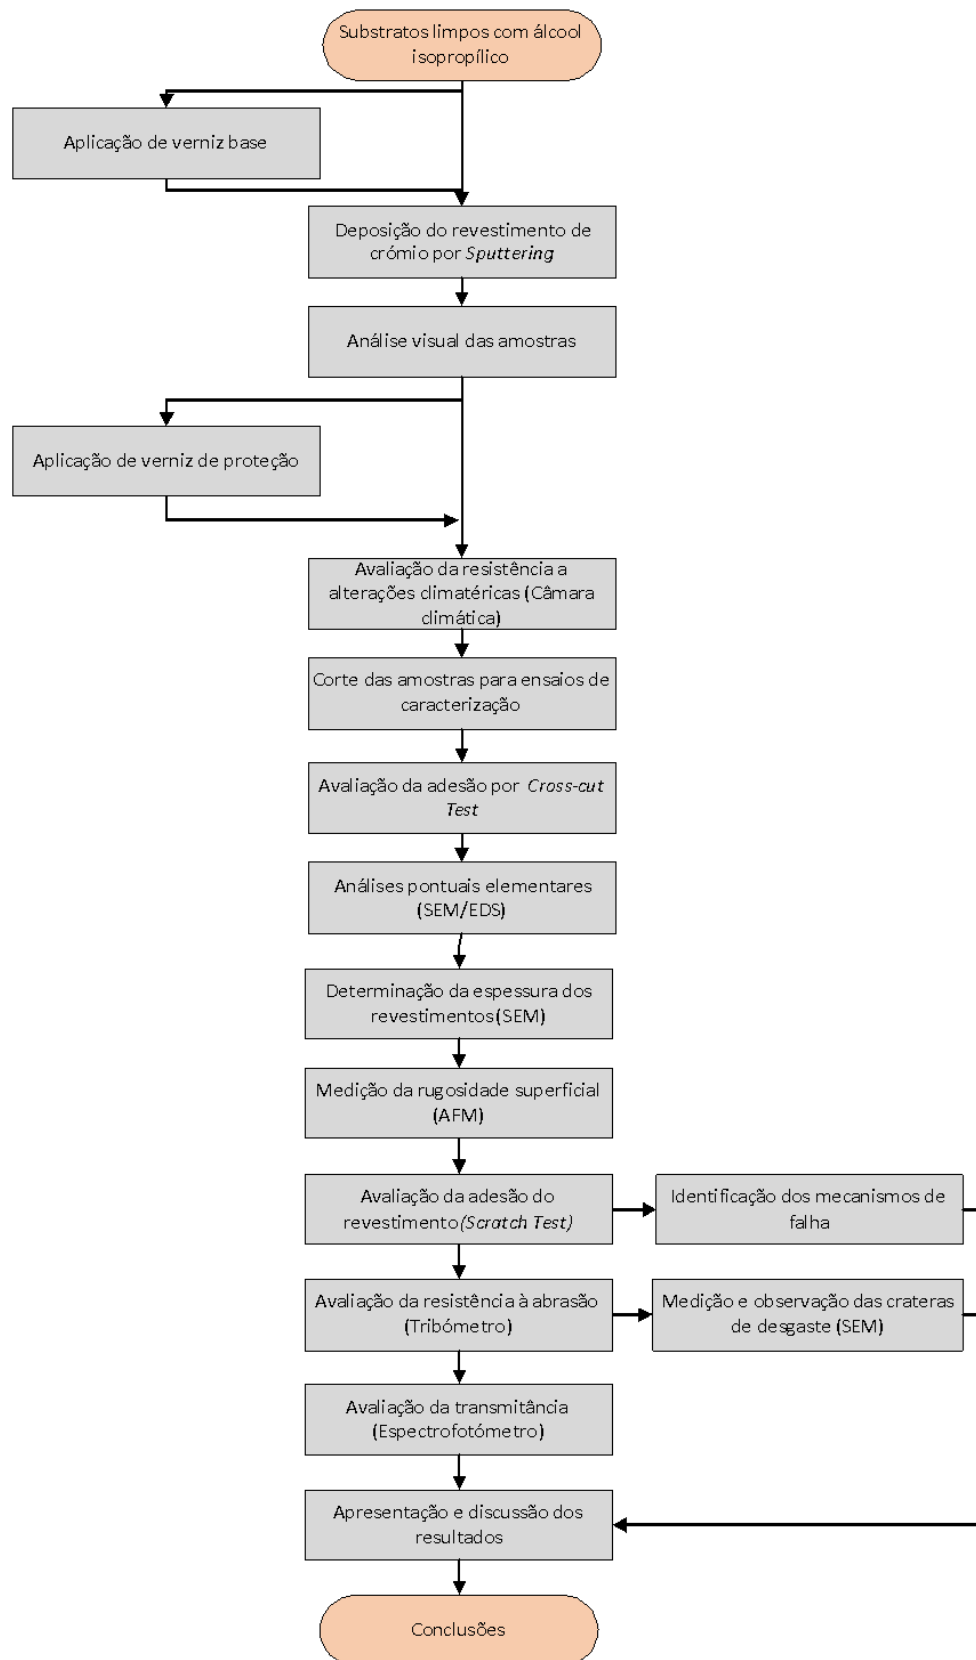 Substratos limpos com álcool
isopropílico
Aplicação de verniz base
Deposição do revestimento de
crómio por Sputtering
Análise visual das amostras
Aplicação de verniz de proteção
Avaliação da resistência a
alterações climatéricas (Câmara
climática)
Corte das amostras para ensaios de
caracterização
Avaliação da adesão por Cross-cut
Test
Análises pontuais elementares
(SEM/EDS)
Determinação da espessura dos
revestimentos (SEM)
Medição da rugosidade superficial
(AFM)
Avaliação da adesão do
revestimento (Scratch Test)
Identificação dos mecanismos de
falha
Avaliação da resistência à abrasão
(Tribómetro)
Medição e observação das crateras
de desgaste (SEM)
Avaliação da transmitância
(Espectrofotómetro)
Apresentação e discussão dos
resultados
Conclusões